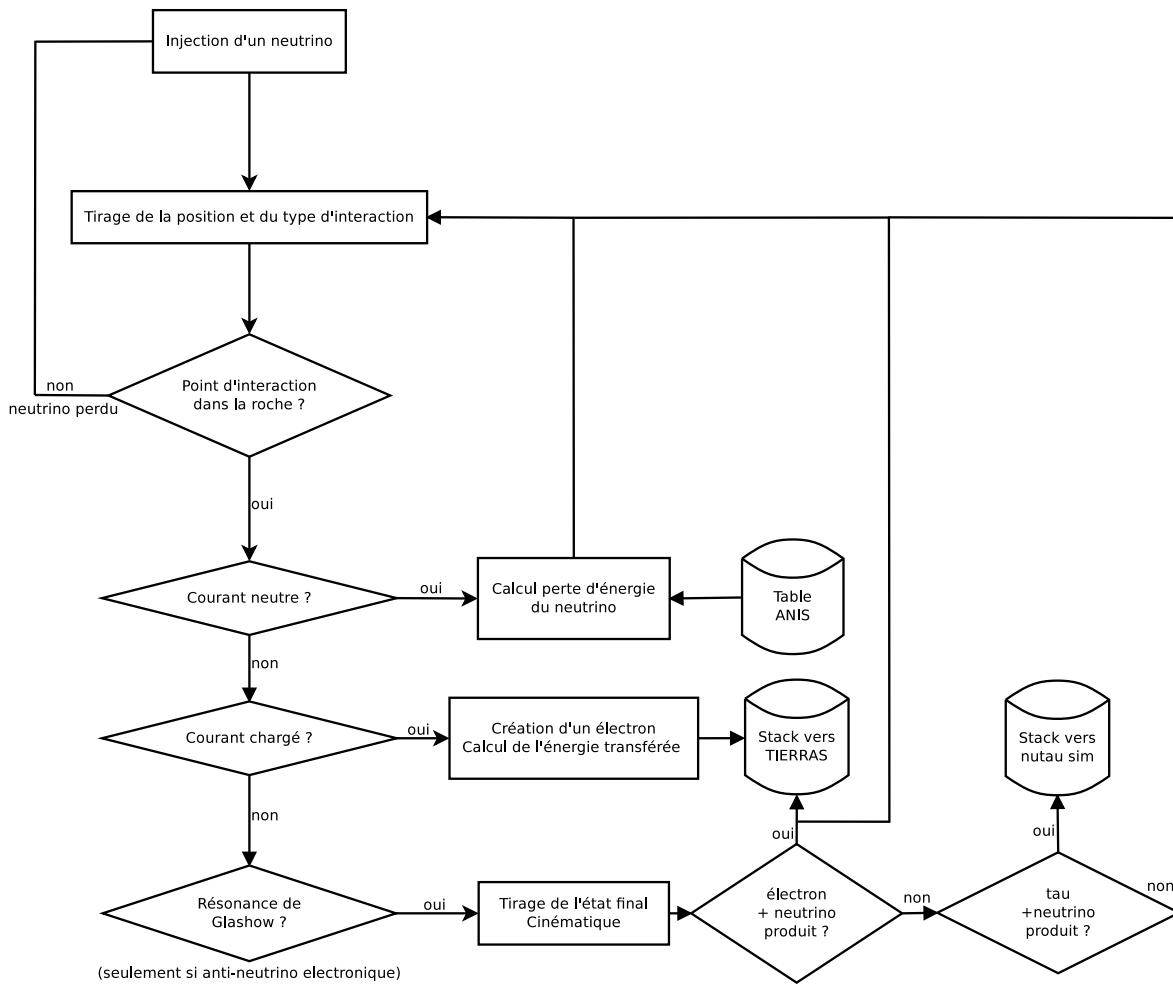 Injection d'un neutrino
Tirage de la position et du type d'interaction
Point d'interaction
dans la roche ?
non
neutrino perdu
oui
Courant neutre ?
oui
Calcul perte d'énergie
du neutrino
Table
ANIS
non
Courant chargé ?
oui
Création d'un électron
Calcul de l'énergie transférée
Stack vers
TIERRAS
Stack vers
nutau sim
non
oui
oui
Résonance de
Glashow ?
oui
Tirage de l'état final
Cinématique
électron
+ neutrino
produit ?
non
tau
+neutrino
produit ?
non
(seulement si anti-neutrino electronique)